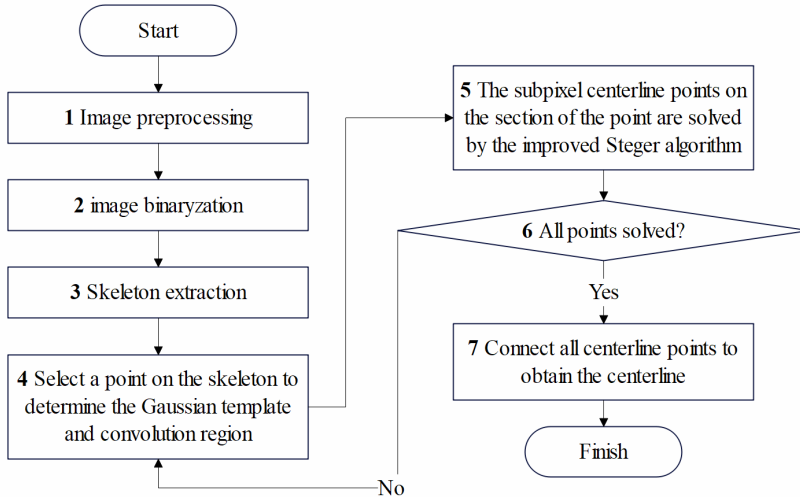 Start
1 Image preprocessing
2 image binaryzation
3 Skeleton extraction
4 Select a point on the skeleton to
determine the Gaussian template
and convolution region
5 The subpixel centerline points on
the section of the point are solved
by the improved Steger algorithm
6 All points solved?
Yes
7 Connect all centerline points to
obtain the centerline
Finish
No